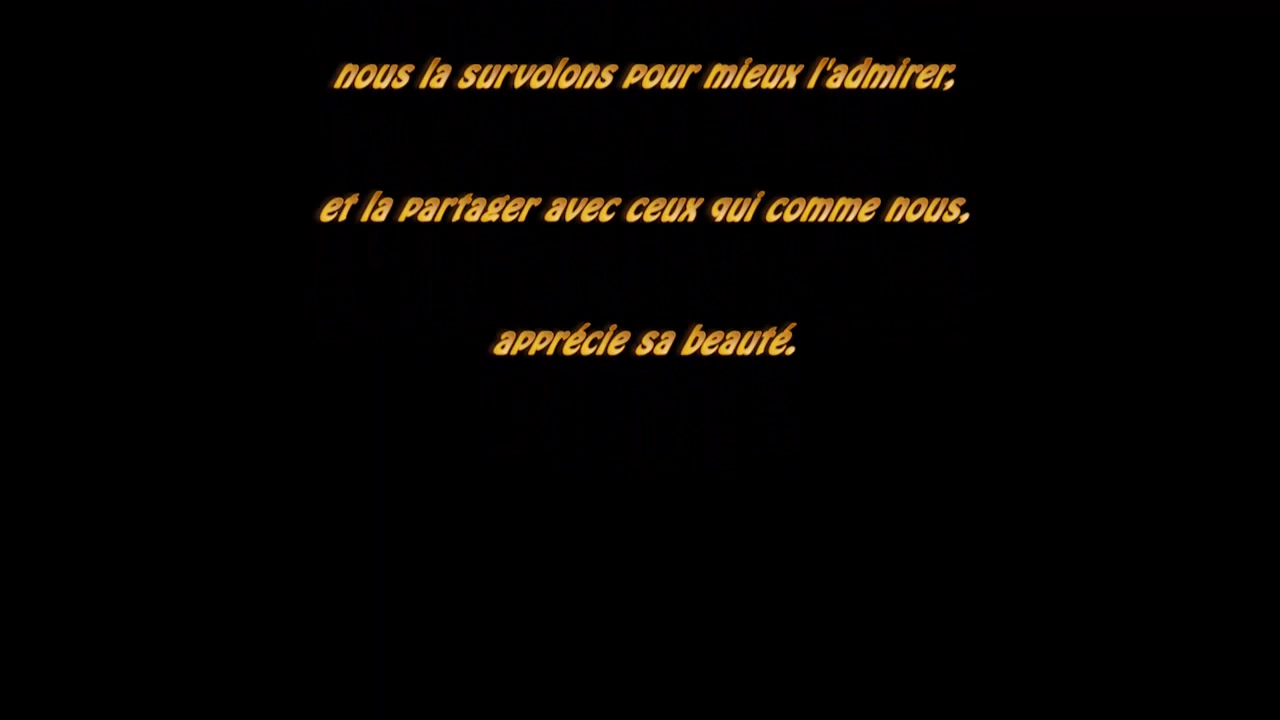 nous la survolons pour mieux l'admirer,
et la partager avec ceux qui comme nous,
apprécie sa beauté.